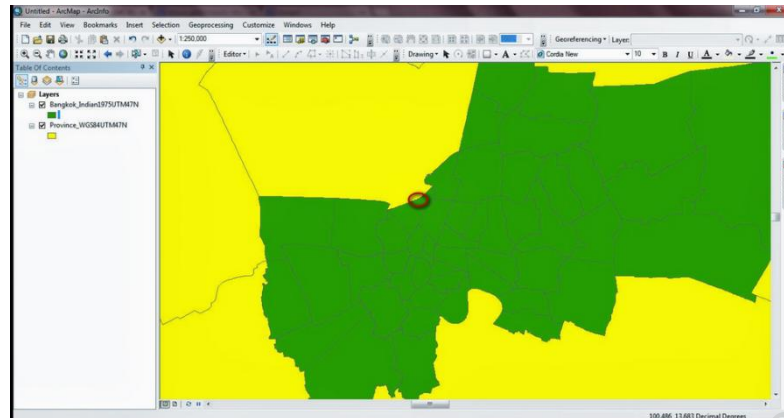 Untitled - ArcMap - ArcInfo
File Edit View Bookmarks Insert Selection Geoprocessing Customize Windows Help
1:250,000
Georeferencing Layer:
Editor
Drawing
Cordia New
10
B I U A
Table Of Contents
Layers
Bangkok_Indian1975UTM47N
Province_WGS84UTM47N
100.486 13.683 Decimal Degrees